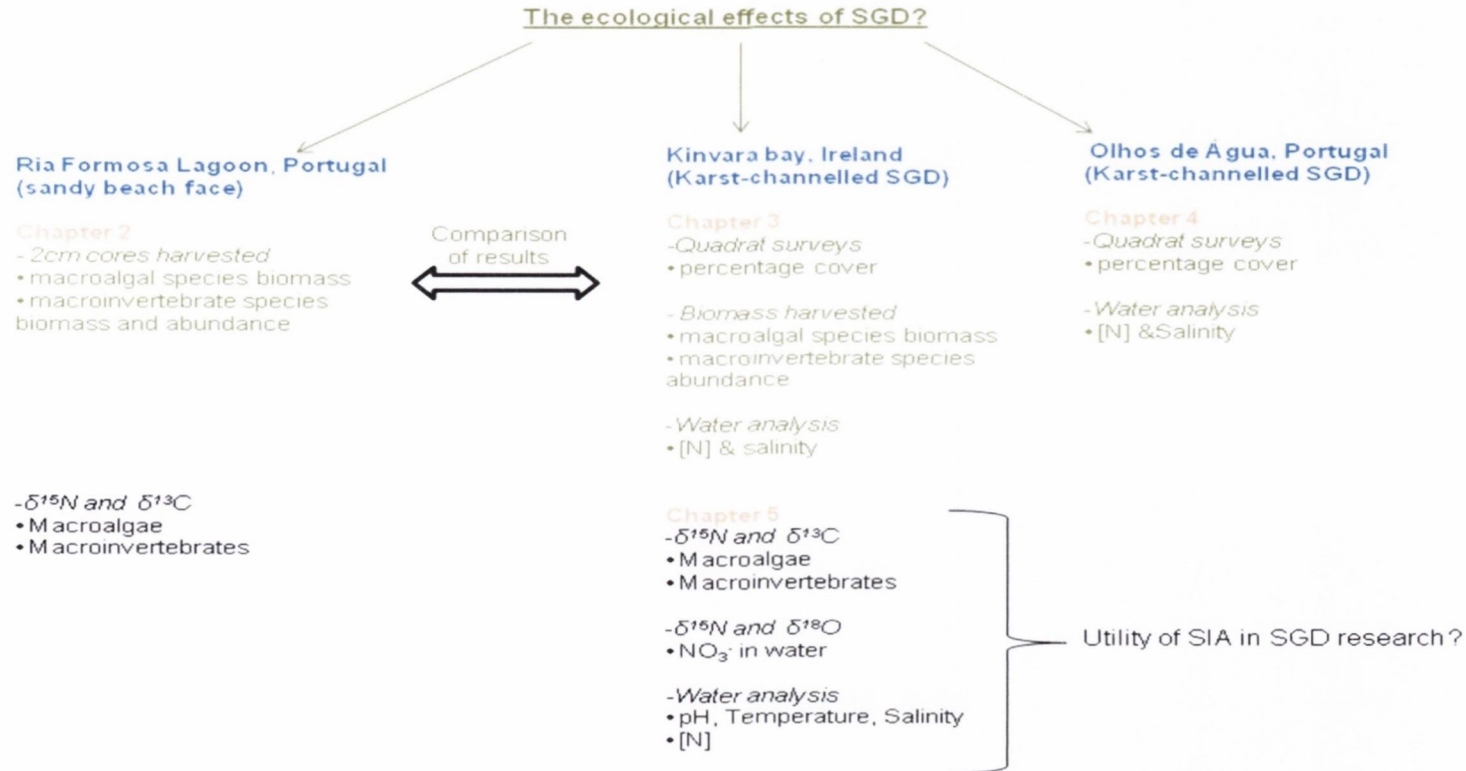 The ecological effects of SGD?
Ria Formosa Lagoon, Portugal
(sandy beach face)
Chapter 2
- 2cm cores harvested
• macroalgal species biomass
• macroinvertebrate species
biomass and abundance
-δ¹⁵N and δ¹³C
• Macroalgae
• Macroinvertebrates
Comparison
of results
Kinvara bay, Ireland
(Karst-channelled SGD)
Chapter 3
-Quadrat surveys
• percentage cover
-Biomass harvested
• macroalgal species biomass
• macroinvertebrate species
abundance
-Water analysis
• [N] & salinity
Chapter 5
-δ¹⁵N and δ¹³C
• Macroalgae
• Macroinvertebrates
-δ¹⁵N and δ¹⁸O
• NO₃⁻ in water
-Water analysis
• pH, Temperature, Salinity
• [N]
Olhos de Água, Portugal
(Karst-channelled SGD)
Chapter 4
-Quadrat surveys
• percentage cover
-Water analysis
• [N] &Salinity
Utility of SIA in SGD research?